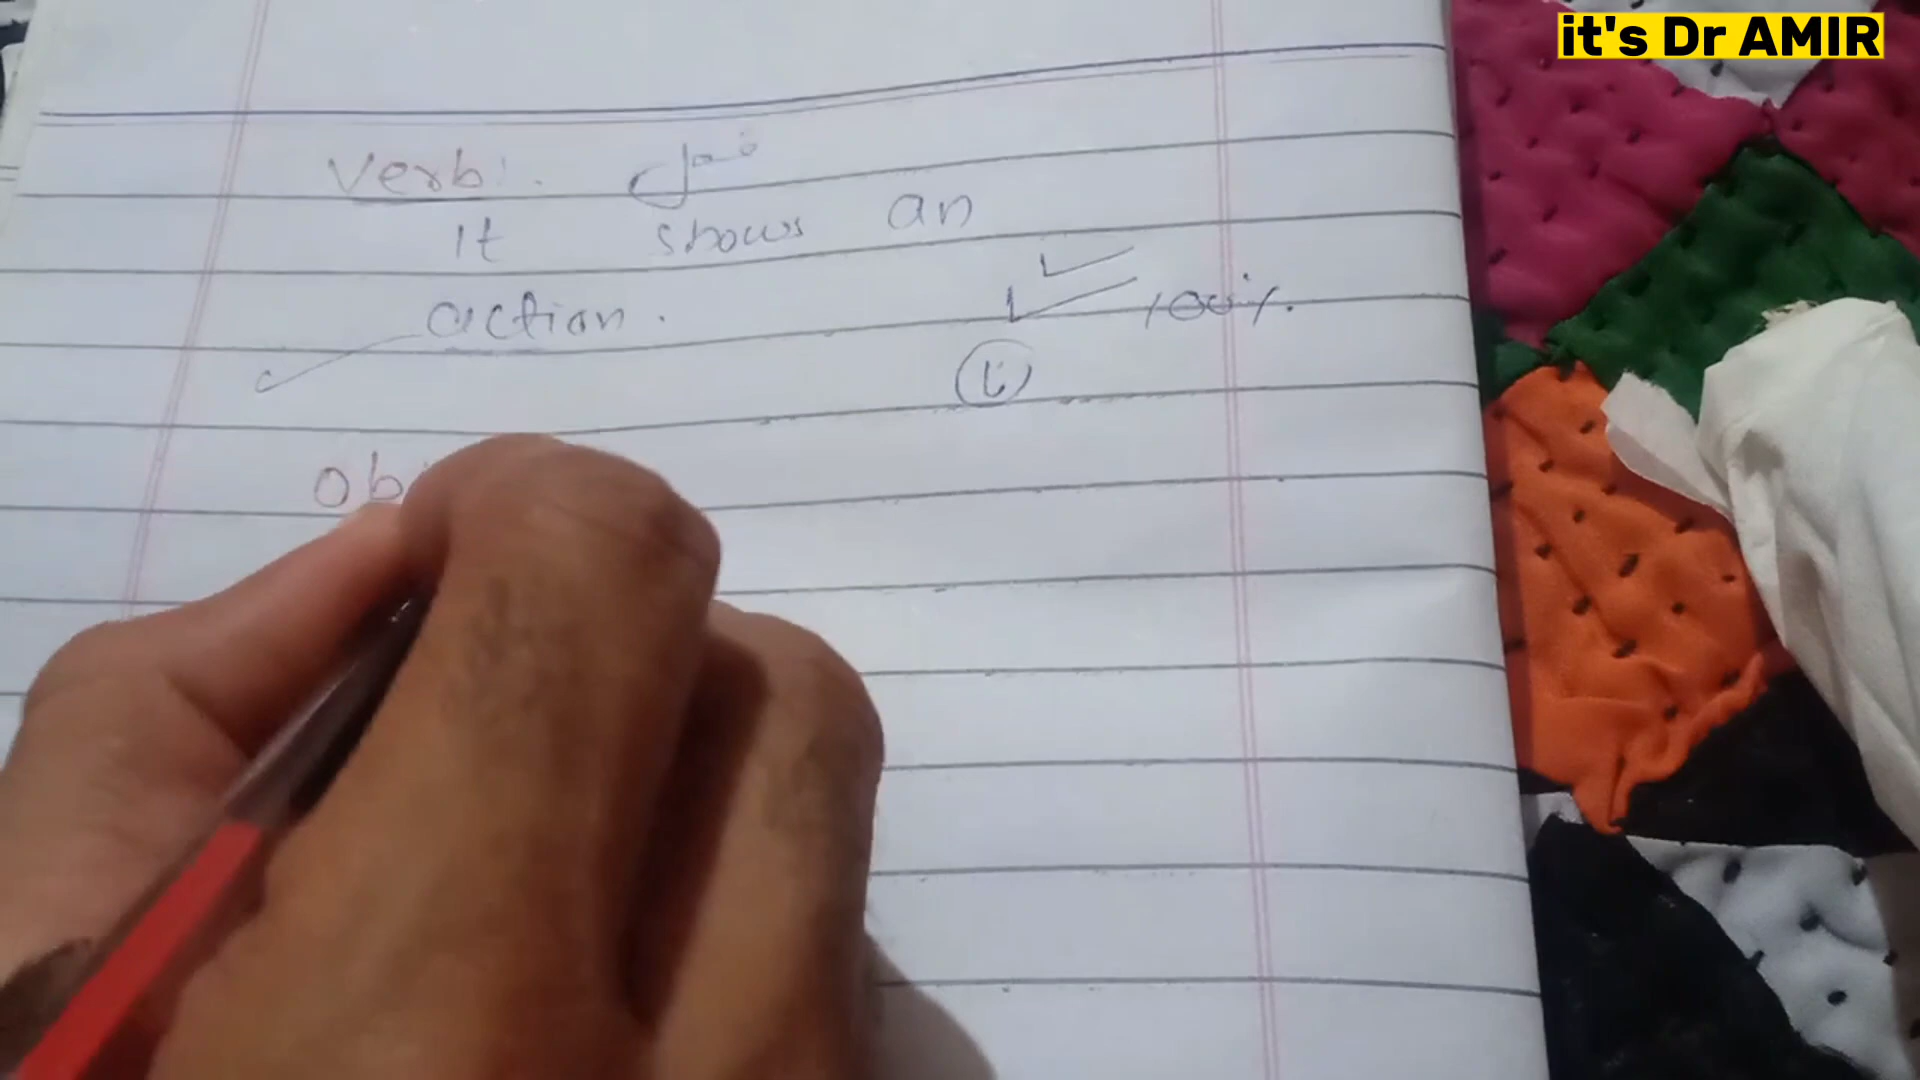 it's Dr AMIR
Verb: فعل
It shows an
action.
100%
ob